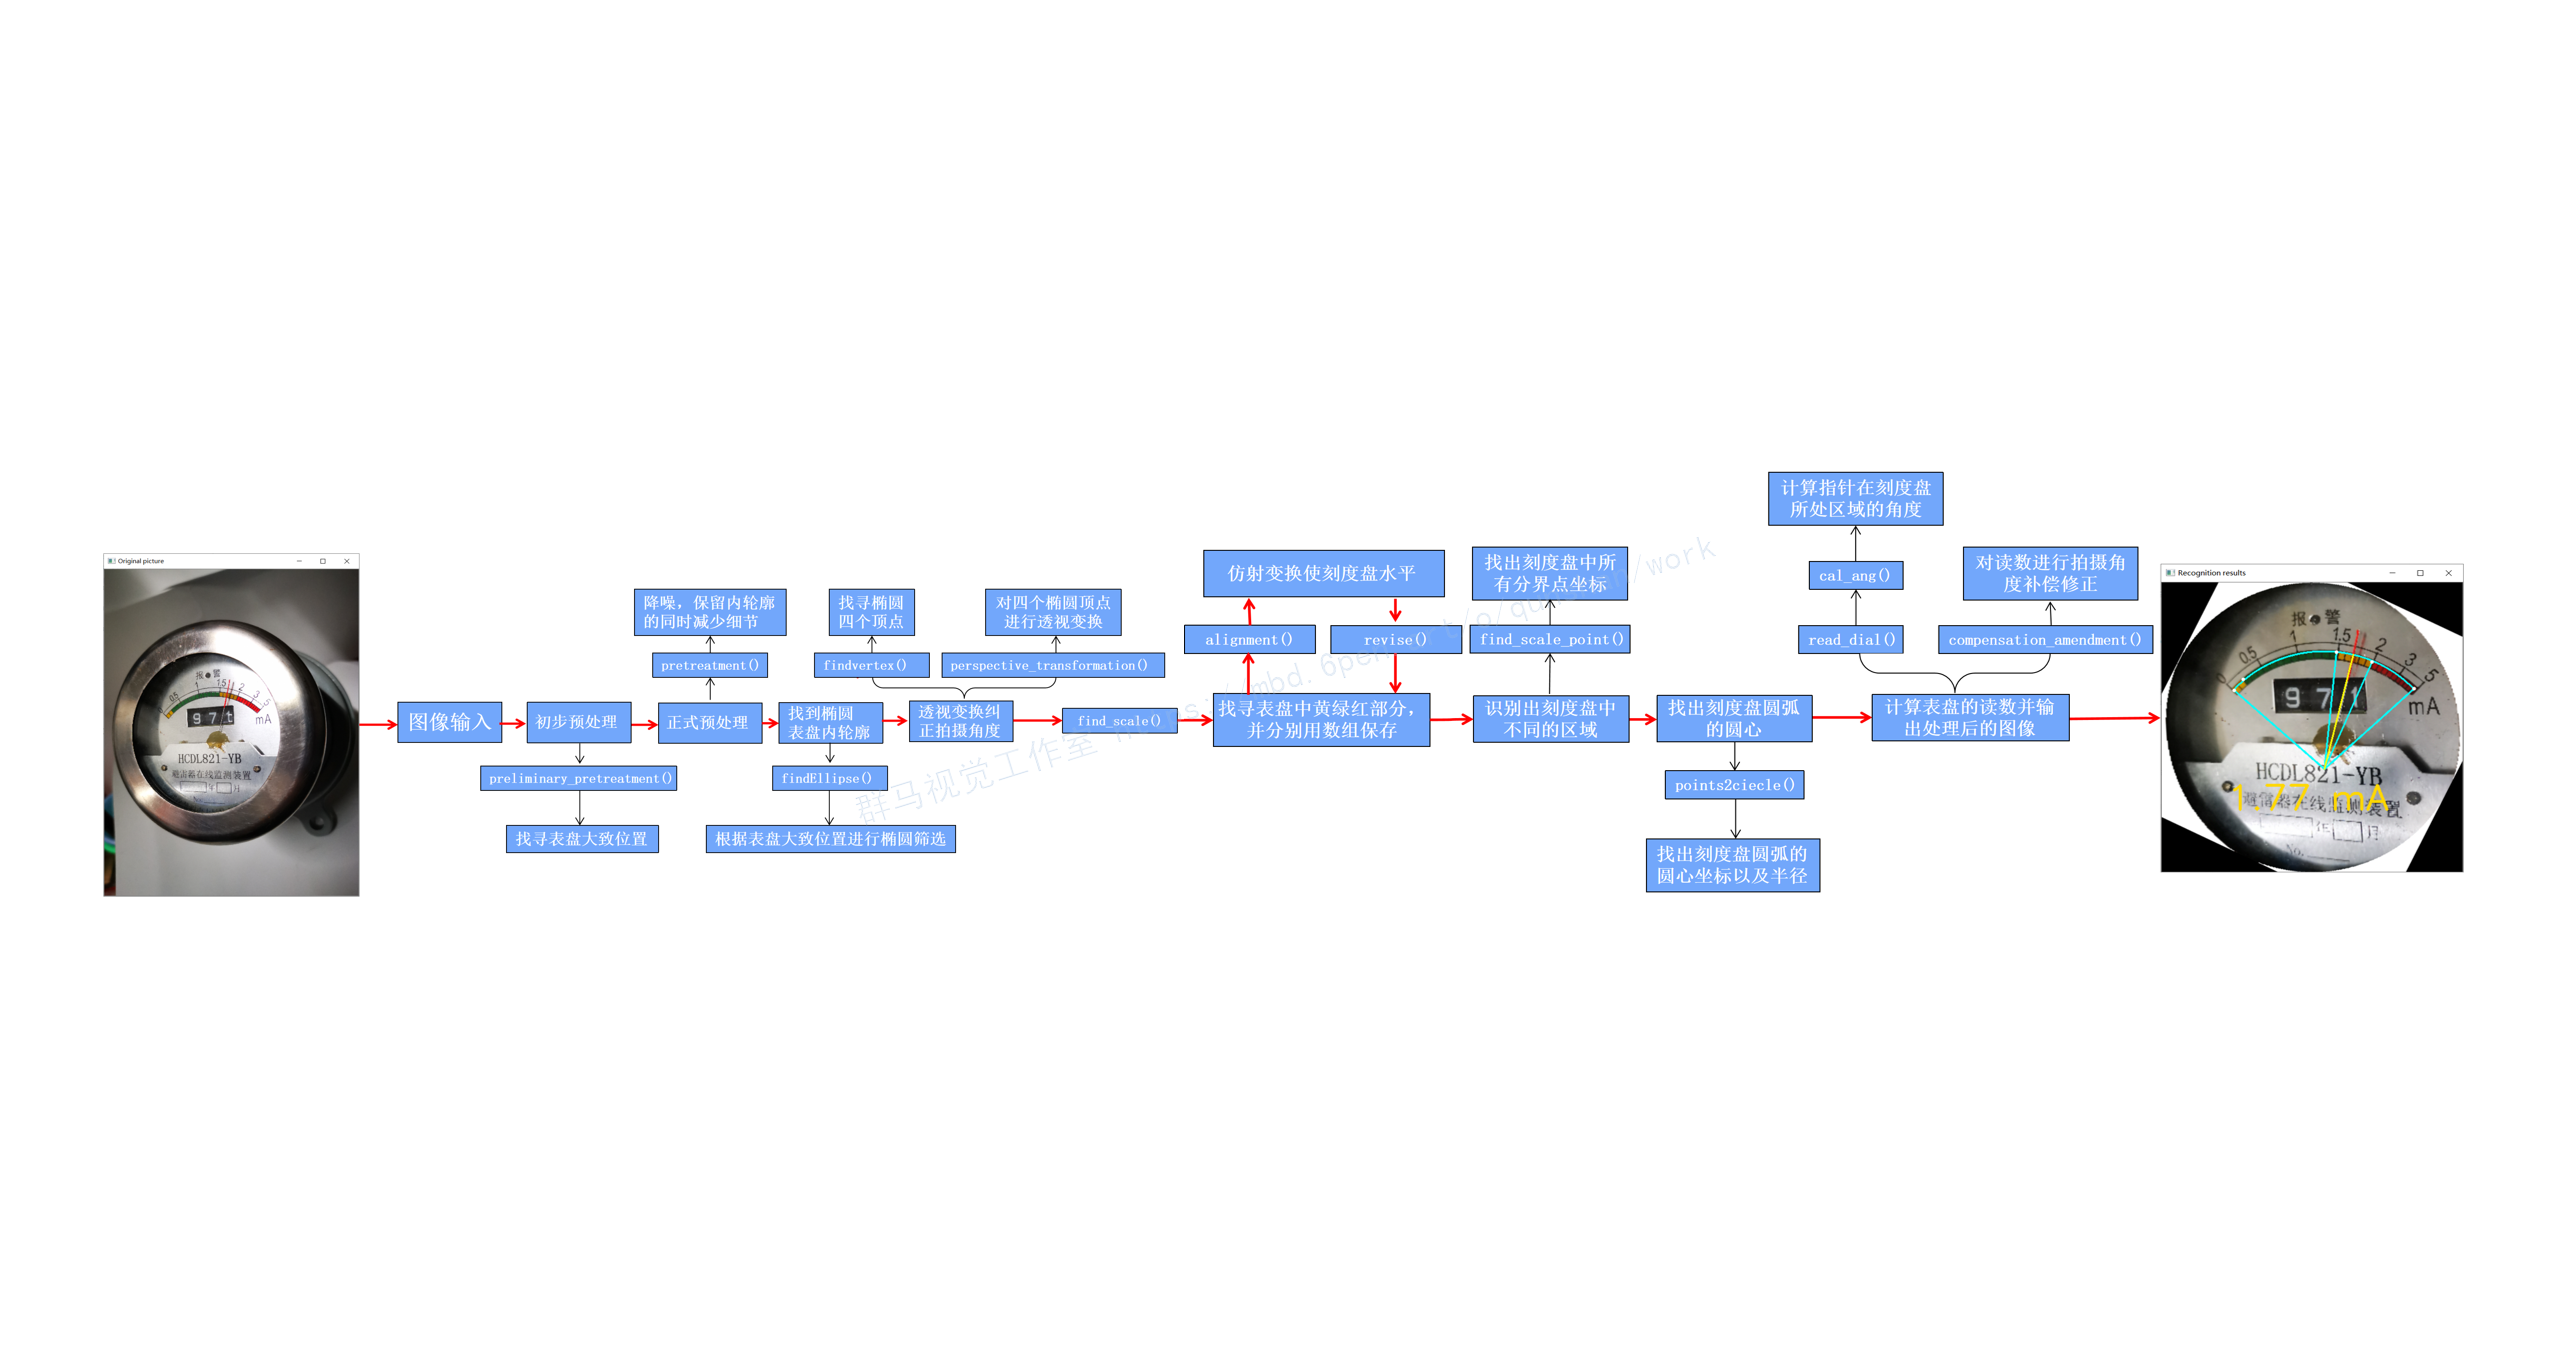 Original picture
报 警
0.5
1
1.5
2
3
5
mA
9 7
HCDL821-YB
避雷器在线监测装置
年 月
No.
图像输入
初步预处理
preliminary_pretreatment()
找寻表盘大致位置
降噪，保留内轮廓
的同时减少细节
pretreatment()
正式预处理
找到椭圆
表盘内轮廓
findEllipse()
根据表盘大致位置进行椭圆筛选
找寻椭圆
四个顶点
findvertex()
对四个椭圆顶点
进行透视变换
perspective_transformation()
透视变换纠
正拍摄角度
find_scale()
仿射变换使刻度盘水平
alignment()
revise()
找寻表盘中黄绿红部分，
并分别用数组保存
找出刻度盘中所
有分界点坐标
find_scale_point()
识别出刻度盘中
不同的区域
找出刻度盘圆弧
的圆心
points2ciecle()
找出刻度盘圆弧的
圆心坐标以及半径
计算指针在刻度盘
所处区域的角度
cal_ang()
read_dial()
对读数进行拍摄角
度补偿修正
compensation_amendment()
计算表盘的读数并输
出处理后的图像
Recognition results
报 警
0
0.5
1
1.5
2
3
5
mA
9 7 1
HCDL821-YB
1.77 mA
避雷器在线监测装置
年 月
No.
群马视觉工作室